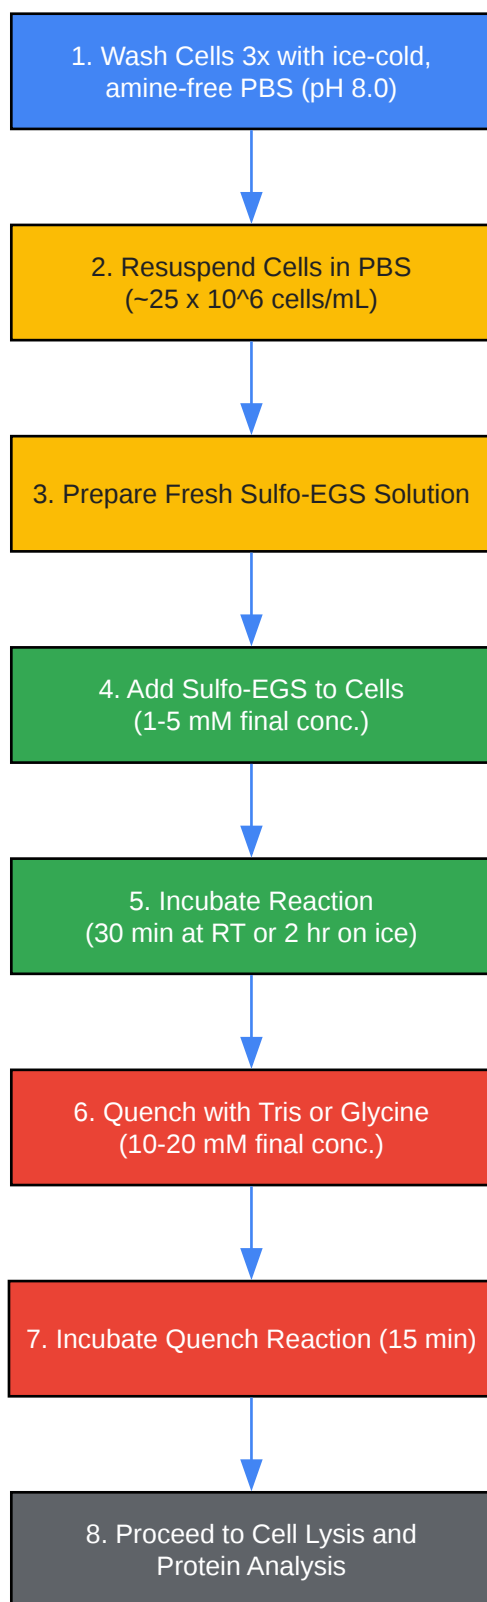 1. Wash Cells 3x with ice-cold,
amine-free PBS (pH 8.0)
2. Resuspend Cells in PBS
(~25 x 10^6 cells/mL)
3. Prepare Fresh Sulfo-EGS Solution
4. Add Sulfo-EGS to Cells
(1-5 mM final conc.)
5. Incubate Reaction
(30 min at RT or 2 hr on ice)
6. Quench with Tris or Glycine
(10-20 mM final conc.)
7. Incubate Quench Reaction (15 min)
8. Proceed to Cell Lysis and
Protein Analysis